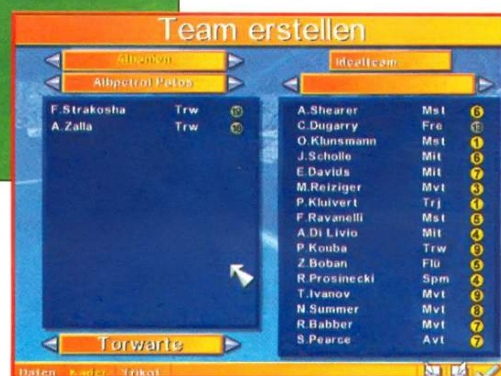 Team erstellen
Albanien
Albpetrol Patos
F.Strakosha Trw
A.Zalla Trw
Torwarte
Idealteam
A.Shearer Mst 6
C.Dugarry Fre
O.Klunsmann Mst 1
J.Scholle Mit 6
E.Davids Mit 7
M.Reiziger Mvt 3
P.Kluivert Trj 1
F.Ravanelli Mst 5
A.Di Livio Mit 4
P.Kouba Trw 9
Z.Boban Flü 5
R.Prosinecki Spm 4
T.Ivanov Mvt 9
N.Summer Mvt 8
R.Babber Mvt 7
S.Pearce Avt 7
Daten Kader Trikot